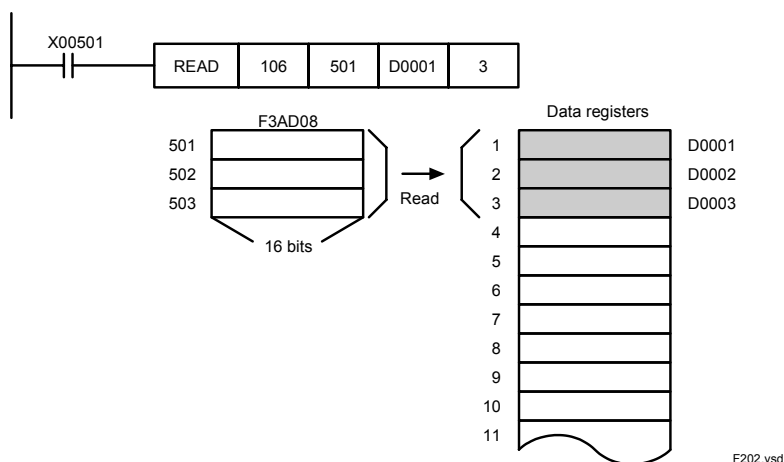 X00501
READ 106 501 D0001 3
F3AD08
Data registers
501
502
503
16 bits
Read
1 D0001
2 D0002
3 D0003
4
5
6
7
8
9
10
11
F202.vsd